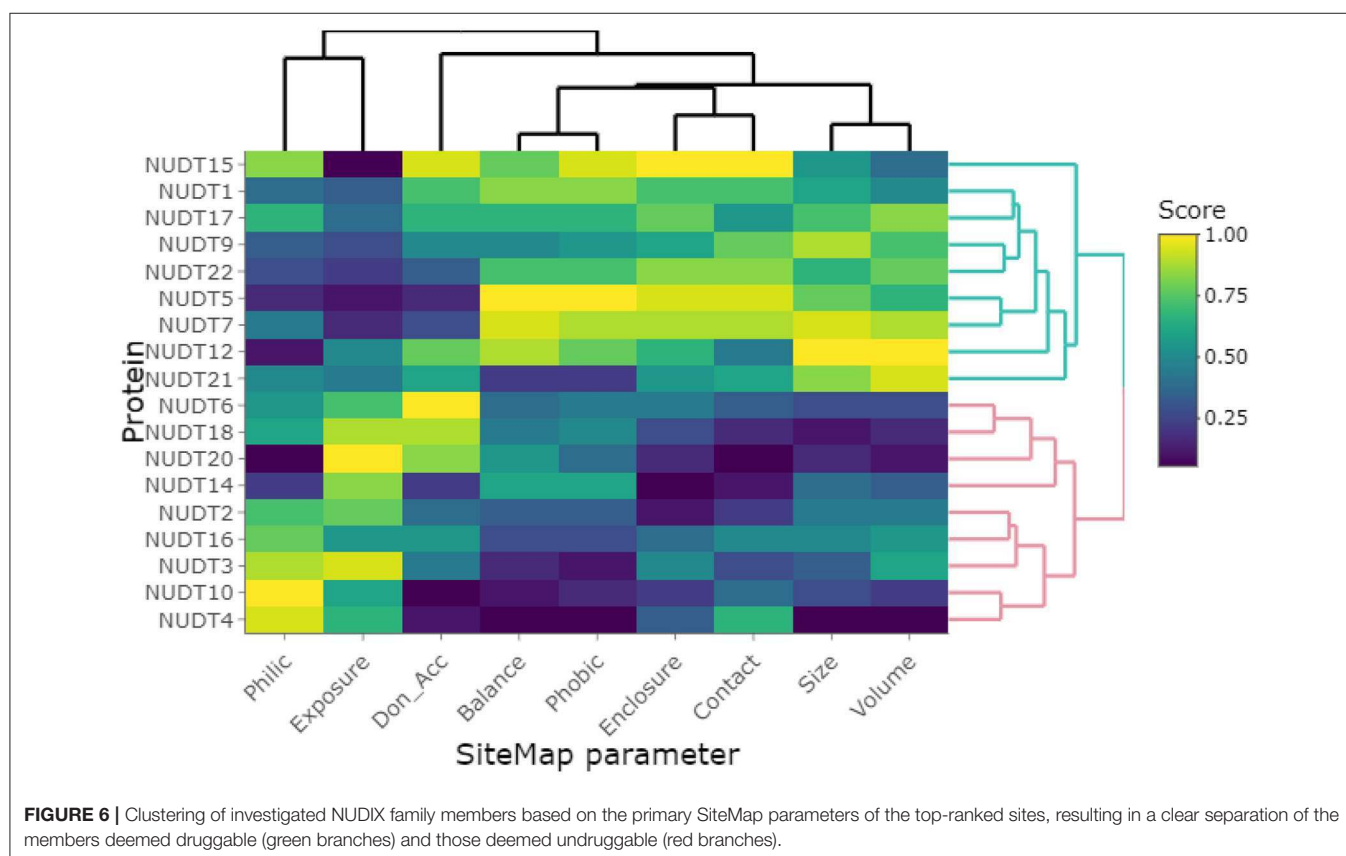 NUDT15
NUDT1
NUDT17
NUDT9
NUDT22
NUDT5
NUDT7
NUDT12
NUDT21
NUDT6
NUDT18
NUDT20
NUDT14
NUDT2
NUDT16
NUDT3
NUDT10
NUDT4
Protein
Philic
Exposure
Don_Acc
Balance
Phobic
Enclosure
Contact
Size
Volume
SiteMap parameter
Score
1.00
0.75
0.50
0.25
FIGURE 6 | Clustering of investigated NUDIX family members based on the primary SiteMap parameters of the top-ranked sites, resulting in a clear separation of the
members deemed druggable (green branches) and those deemed undruggable (red branches).